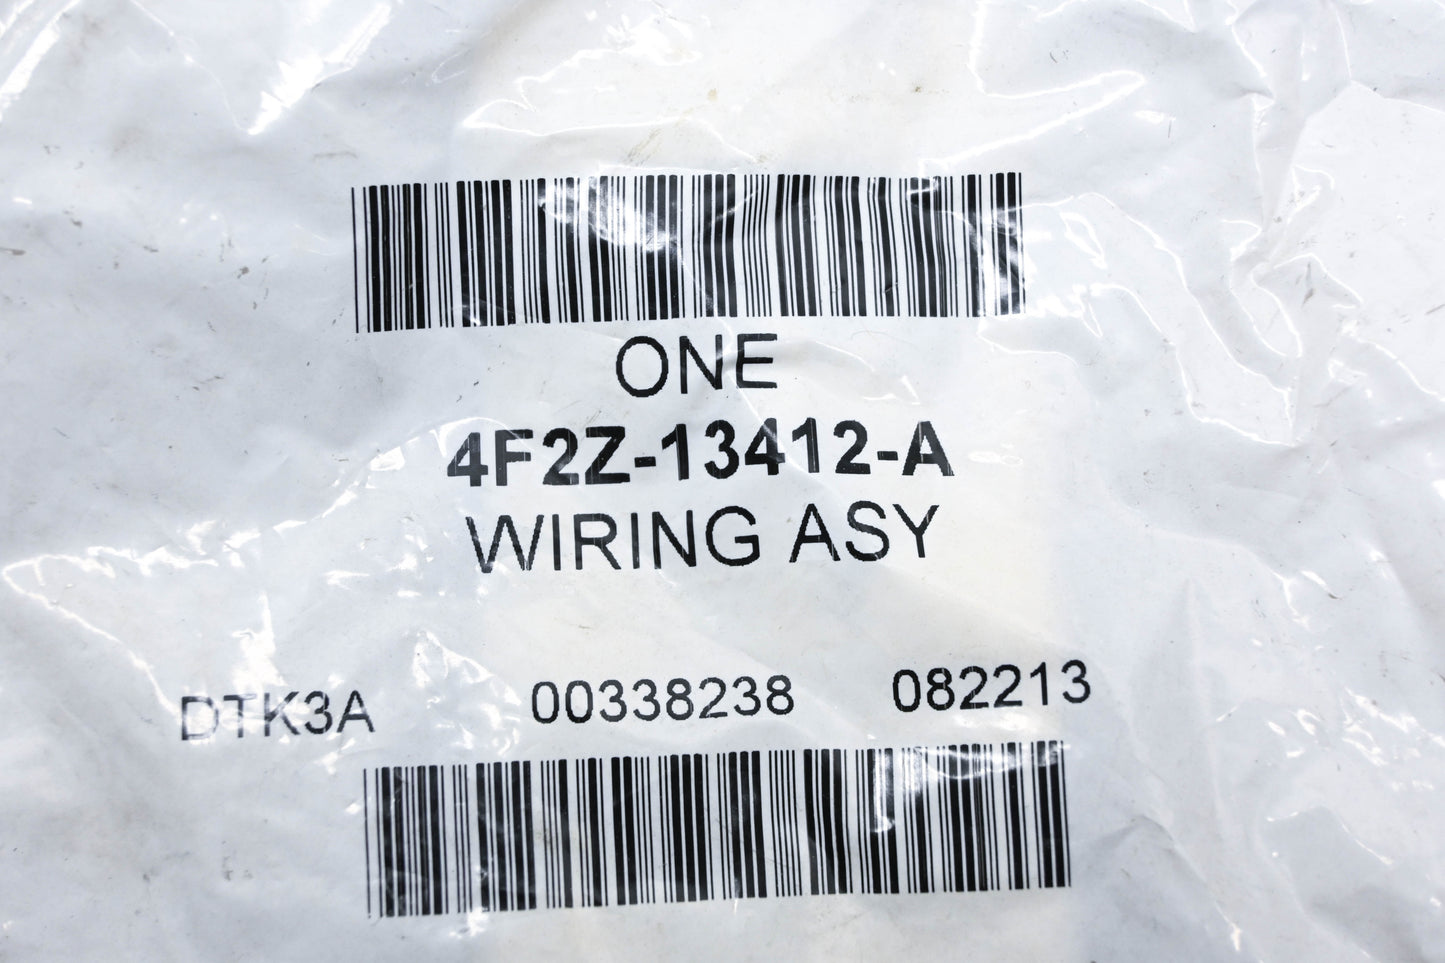 ONE
4F2Z-13412-A
WIRING ASY
DTK3A 00338238 082213